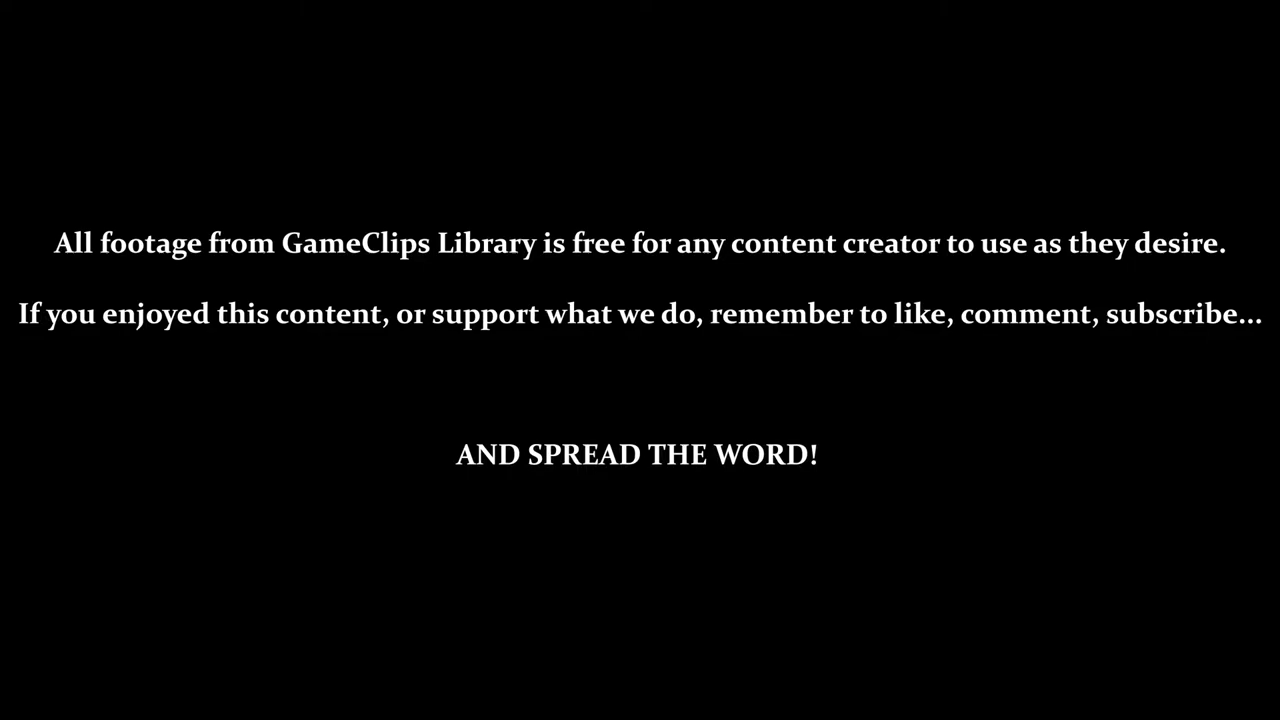 All footage from GameClips Library is free for any content creator to use as they desire.
If you enjoyed this content, or support what we do, remember to like, comment, subscribe...
AND SPREAD THE WORD!